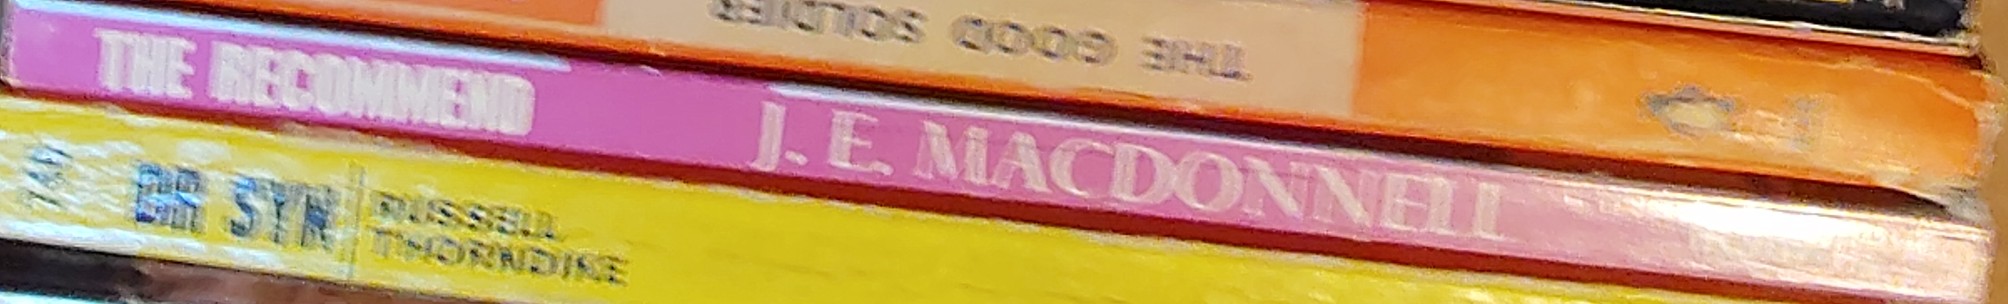 THE GOOD SOLDIER
THE RECOMMEND J. E. MACDONNELL
DR SYN
RUSSELL
THORNDIKE